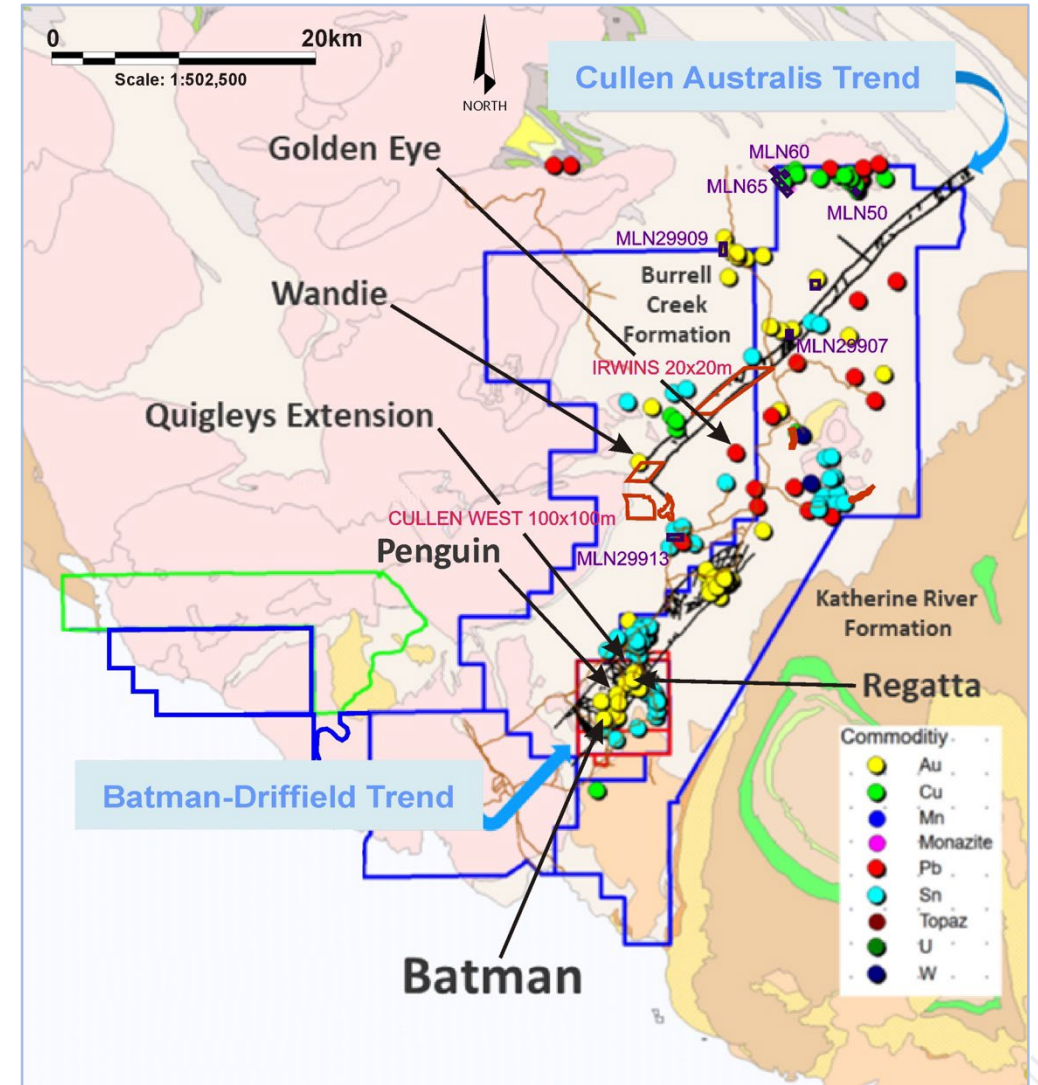 0 20km
Scale: 1:502,500
NORTH
Cullen Australis Trend
Golden Eye
MLN60
MLN65
MLN50
MLN29909
Wandie
Burrell
Creek
Formation
MLN29907
IRWINS 20x20m
Quigleys Extension
CULLEN WEST 100x100m
Penguin
MLN29913
Katherine River
Formation
Regatta
Commoditiy
Au
Cu
Mn
Monazite
Pb
Sn
Topaz
U
W
Batman-Driffield Trend
Batman